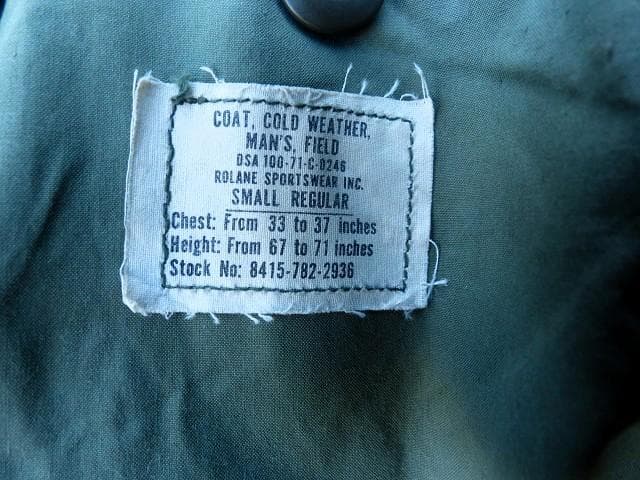 COAT, COLD WEATHER,
MAN'S, FIELD
DSA 100-71-C-0246
ROLANE SPORTSWEAR INC.
SMALL REGULAR
Chest: From 33 to 37 inches
Height: From 67 to 71 inches
Stock No: 8415-782-2936